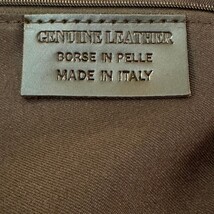 GENUINE LEATHER
BORSE IN PELLE
MADE IN ITALY